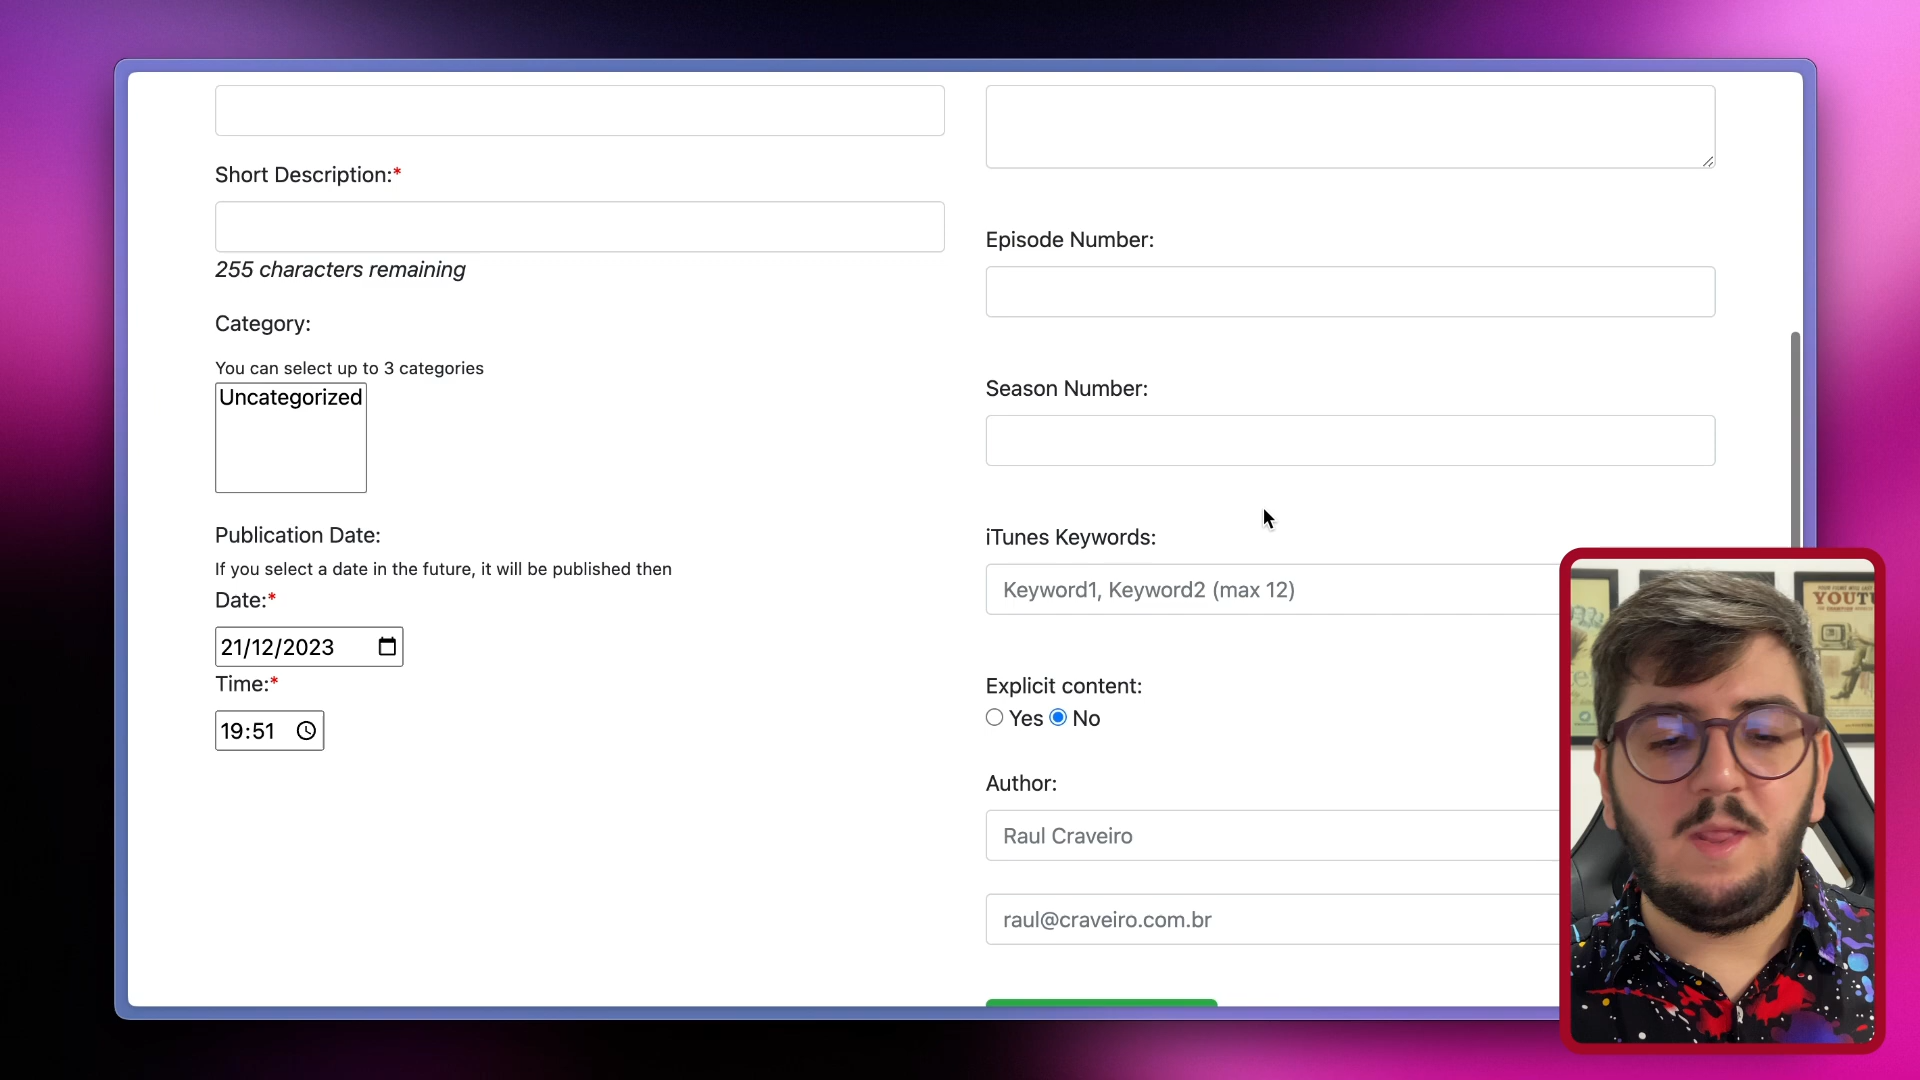 Short Description:*
255 characters remaining
Category:
You can select up to 3 categories
Uncategorized
Publication Date:
If you select a date in the future, it will be published then
Date:*
21/12/2023
Time:*
19:51
Episode Number:
Season Number:
iTunes Keywords:
Keyword1, Keyword2 (max 12)
Explicit content:
Yes No
Author:
Raul Craveiro
raul@craveiro.com.br